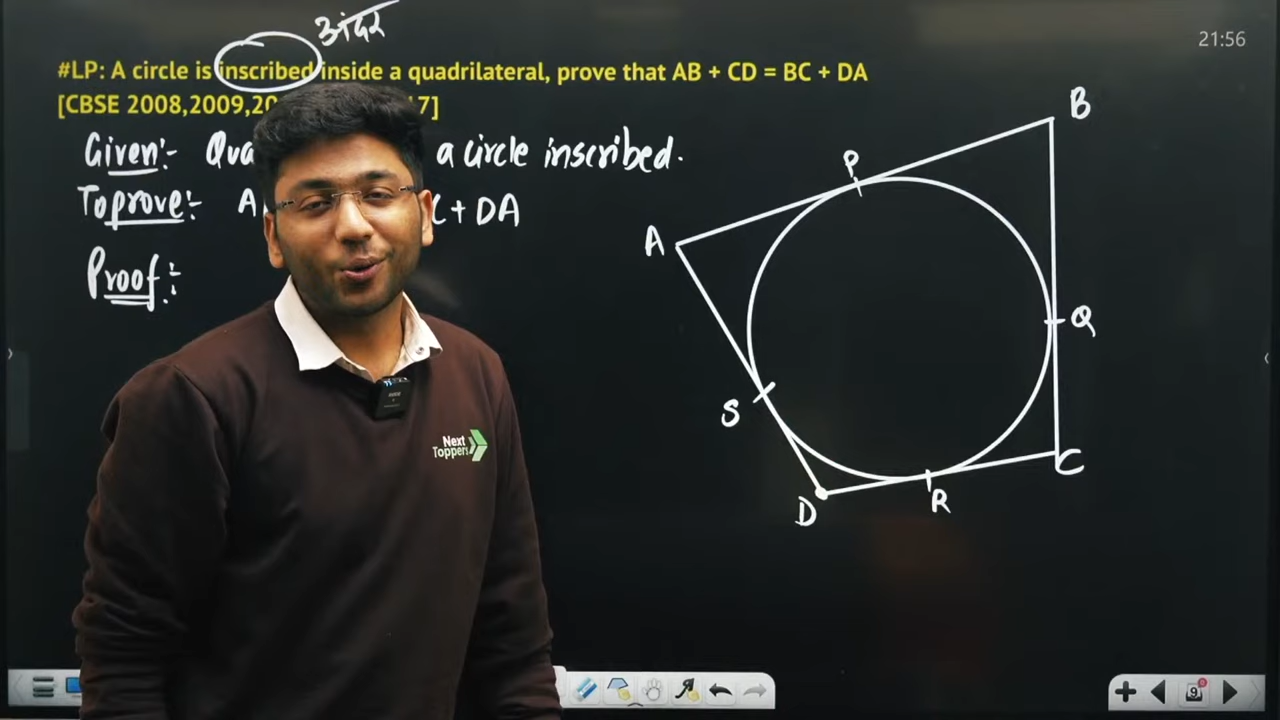 अंदर
21:56
#LP: A circle is inscribed inside a quadrilateral, prove that AB + CD = BC + DA
[CBSE 2008,2009,20 7]
Given:- Qua a circle inscribed.
To prove:- A C + DA
Proof:-
B
P
A
Q
S
C
D
R
Next
Toppers
9